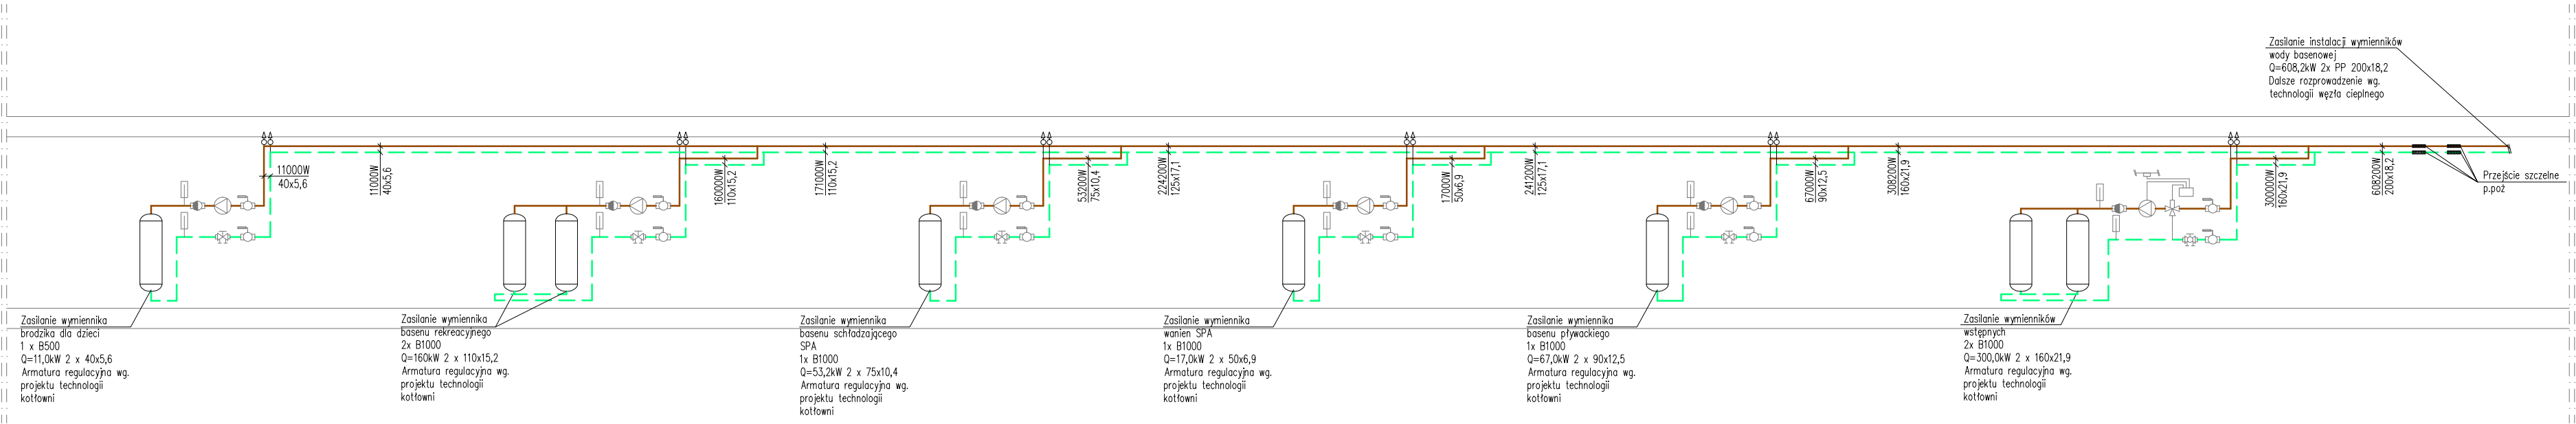 Zasilanie instalacji wymienników
wody basenowej
Q=608,2kW 2x PP 200x18,2
Dalsze rozprowadzenie wg.
technologii węzła cieplnego
11000W
40x5,6
11000W
40x5,6
160000W
110x15,2
171000W
110x15,2
53200W
75x10,4
224200W
125x17,1
17000W
50x6,9
241200W
125x17,1
67000W
90x12,5
308200W
160x21,9
300000W
160x21,9
608200W
200x18,2
Przejście szczelne
p.poż
Zasilanie wymiennika
brodzika dla dzieci
1 x B500
Q=11,0kW 2 x 40x5,6
Armatura regulacyjna wg.
projektu technologii
kotłowni
Zasilanie wymiennika
basenu rekreacyjnego
2x B1000
Q=160kW 2 x 110x15,2
Armatura regulacyjna wg.
projektu technologii
kotłowni
Zasilanie wymiennika
basenu schładzającego
SPA
1x B1000
Q=53,2kW 2 x 75x10,4
Armatura regulacyjna wg.
projektu technologii
kotłowni
Zasilanie wymiennika
wanien SPA
1x B1000
Q=17,0kW 2 x 50x6,9
Armatura regulacyjna wg.
projektu technologii
kotłowni
Zasilanie wymiennika
basenu pływackiego
1x B1000
Q=67,0kW 2 x 90x12,5
Armatura regulacyjna wg.
projektu technologii
kotłowni
Zasilanie wymienników
wstępnych
2x B1000
Q=300,0kW 2 x 160x21,9
Armatura regulacyjna wg.
projektu technologii
kotłowni